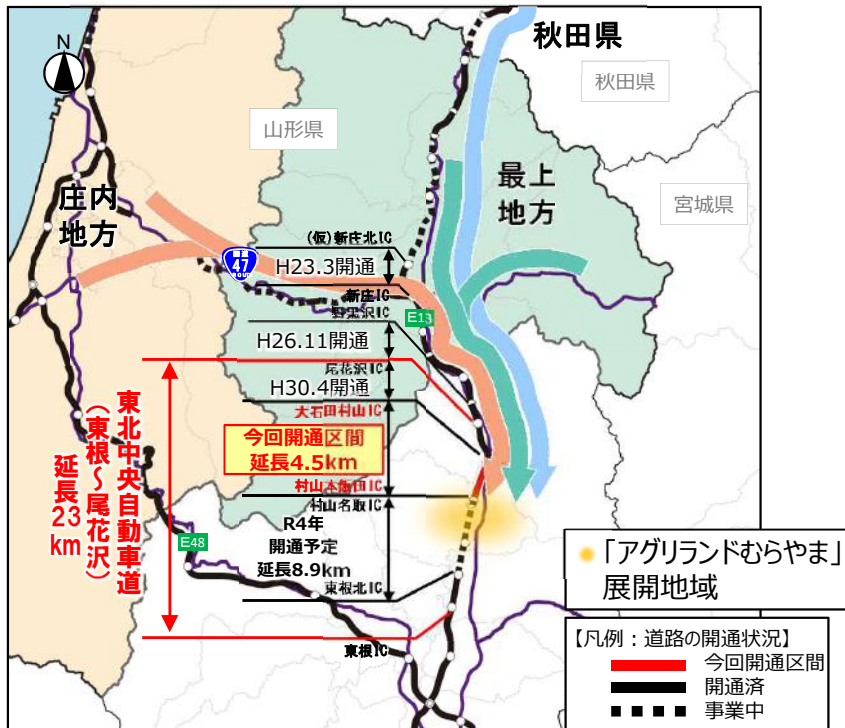 N
秋田県
秋田県
山形県
最上
地方
宮城県
庄内
地方
(仮)新庄北IC
47
H23.3開通
新庄IC
野黒沢IC
E13
H26.11開通
尾花沢IC
H30.4開通
大石田村山IC
今回開通区間
延長4.5km
村山本飯田IC
村山名取IC
R4年
開通予定
延長8.9km
東根北IC
東根IC
東北中央自動車道
(東根～尾花沢)
延長23km
E48
「アグリランドむらやま」
展開地域
【凡例：道路の開通状況】
今回開通区間
開通済
事業中